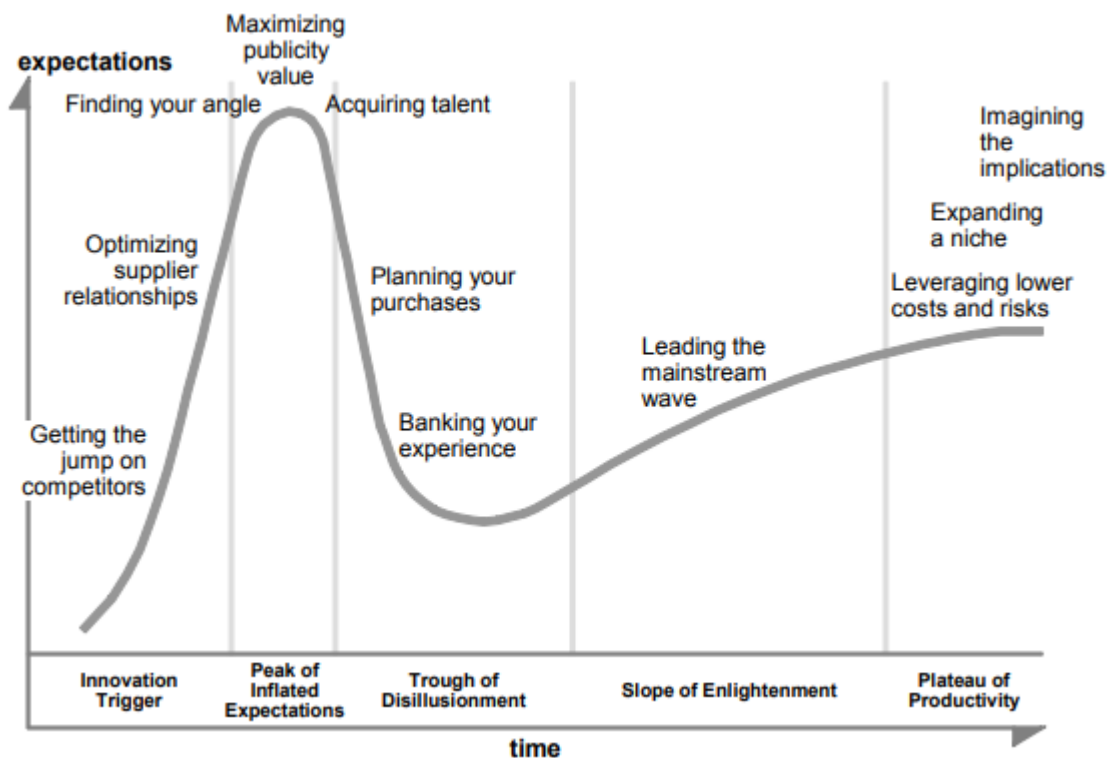 Maximizing
publicity
value
expectations
Finding your angle
Acquiring talent
Imagining
the
implications
Expanding
a niche
Optimizing
supplier
relationships
Planning your
purchases
Leveraging lower
costs and risks
Leading the
mainstream
wave
Getting the
jump on
competitors
Banking your
experience
Innovation
Trigger
Peak of
Inflated
Expectations
Trough of
Disillusionment
Slope of Enlightenment
Plateau of
Productivity
time